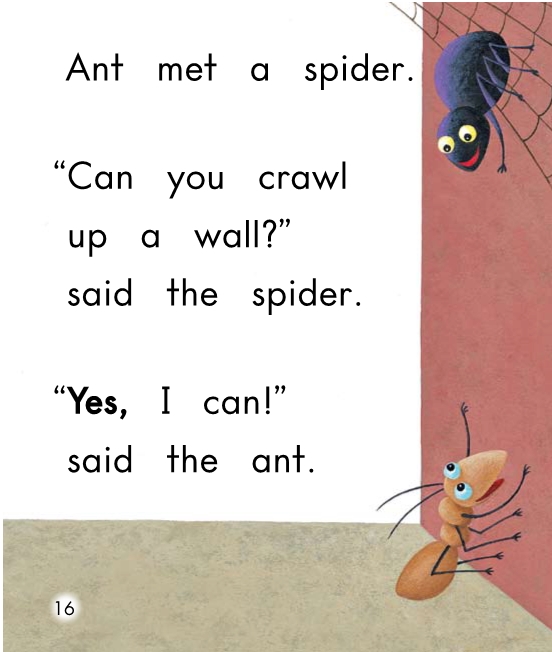 Ant met a spider.
“Can you crawl
up a wall?”
said the spider.
“Yes, I can!”
said the ant.
16